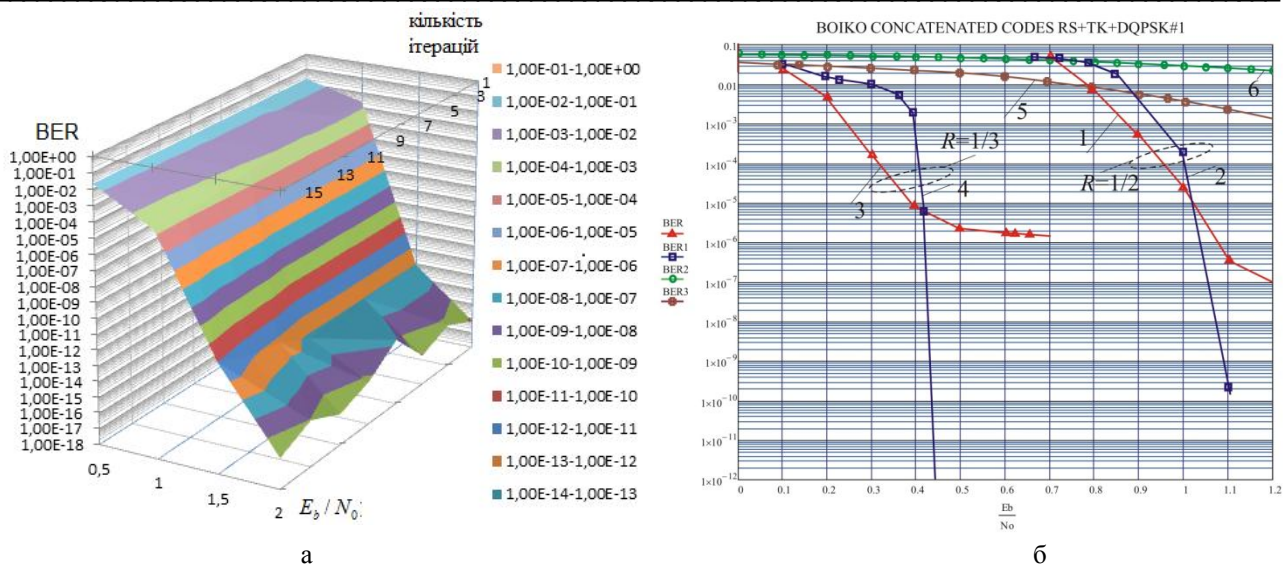 кількість
ітерацій
BER
1,00E+00
1,00E-01
1,00E-02
1,00E-03
1,00E-04
1,00E-05
1,00E-06
1,00E-07
1,00E-08
1,00E-09
1,00E-10
1,00E-11
1,00E-12
1,00E-13
1,00E-14
1,00E-15
1,00E-16
1,00E-17
1,00E-18
0,5
1
1,5
2
E_b / N_0
1
3
5
7
9
11
13
15
1,00E-01-1,00E+00
1,00E-02-1,00E-01
1,00E-03-1,00E-02
1,00E-04-1,00E-03
1,00E-05-1,00E-04
1,00E-06-1,00E-05
1,00E-07-1,00E-06
1,00E-08-1,00E-07
1,00E-09-1,00E-08
1,00E-10-1,00E-09
1,00E-11-1,00E-10
1,00E-12-1,00E-11
1,00E-13-1,00E-12
1,00E-14-1,00E-13
а
BOIKO CONCATENATED CODES RS+TK+DQPSK#1
0.1
0.01
1×10⁻³
1×10⁻⁴
1×10⁻⁵
1×10⁻⁶
1×10⁻⁷
1×10⁻⁸
1×10⁻⁹
1×10⁻¹⁰
1×10⁻¹¹
1×10⁻¹²
BER
BER1
BER2
BER3
R=1/3
R=1/2
1
2
3
4
5
6
0 0.1 0.2 0.3 0.4 0.5 0.6 0.7 0.8 0.9 1 1.1 1.2
Eb
No
б